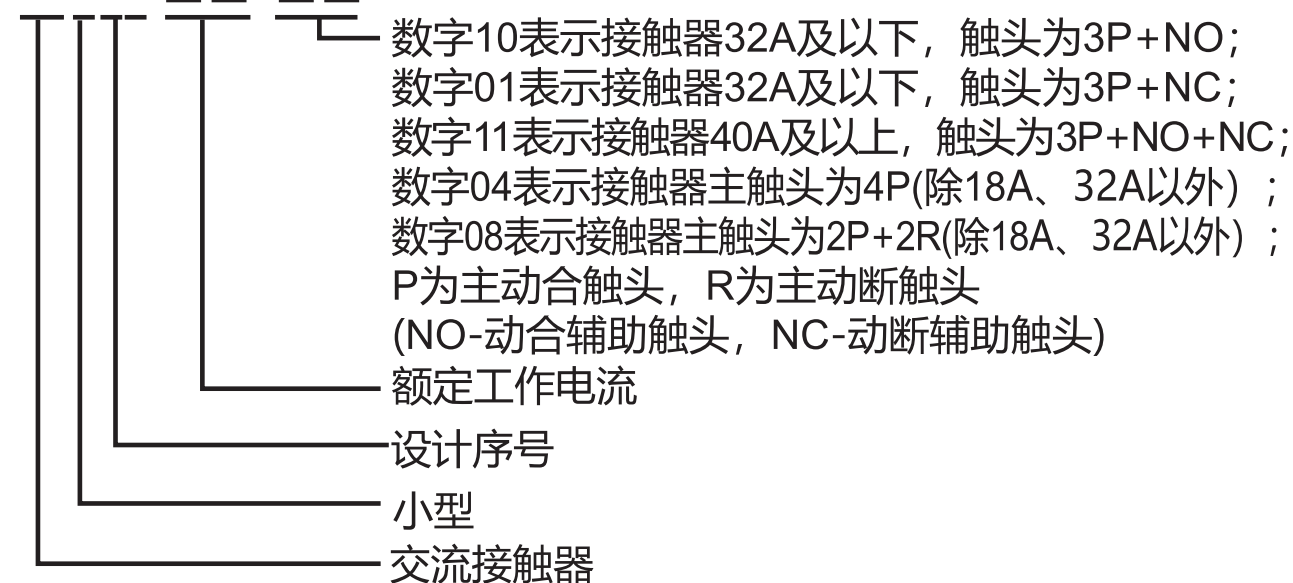 数字10表示接触器32A及以下，触头为3P+NO；
数字01表示接触器32A及以下，触头为3P+NC；
数字11表示接触器40A及以上，触头为3P+NO+NC；
数字04表示接触器主触头为4P(除18A、32A以外）；
数字08表示接触器主触头为2P+2R(除18A、32A以外）；
P为主动合触头，R为主动断触头
(NO-动合辅助触头，NC-动断辅助触头)
额定工作电流
设计序号
小型
交流接触器